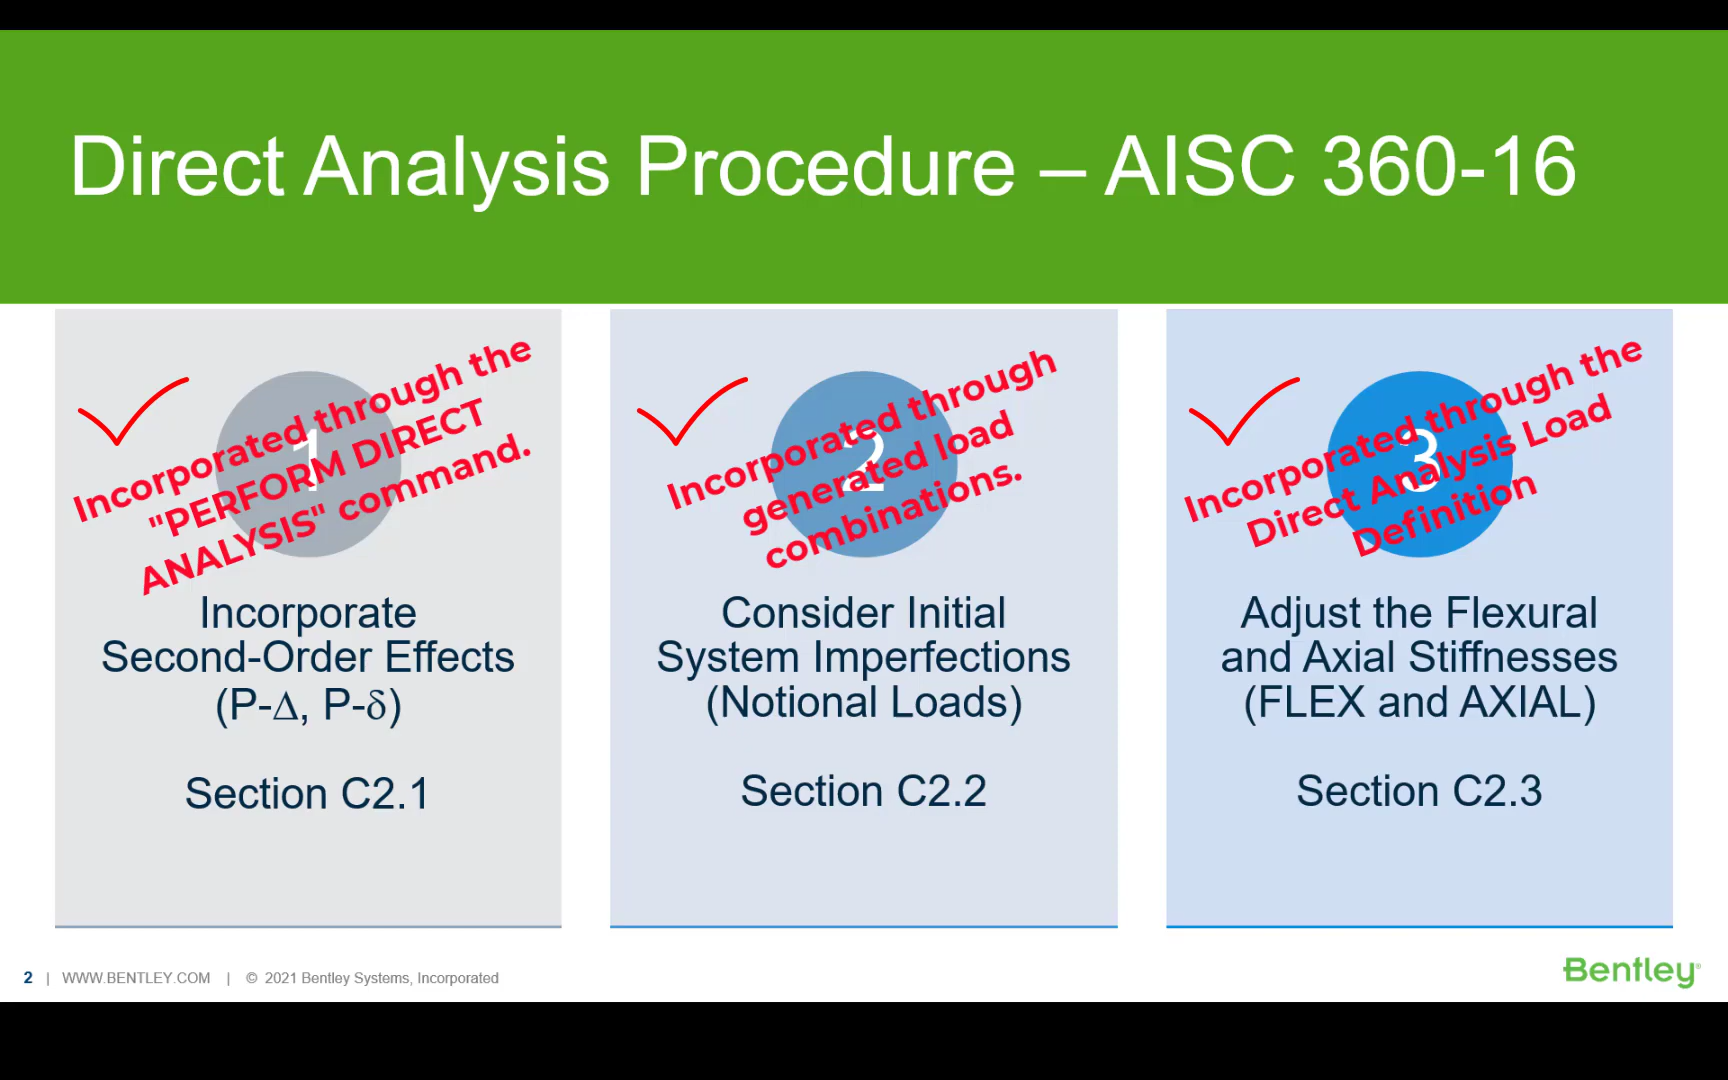 Direct Analysis Procedure – AISC 360-16
Incorporated through the
"PERFORM DIRECT
ANALYSIS" command.
1
Incorporate
Second-Order Effects
(P-Δ, P-δ)
Section C2.1
Incorporated through
generated load
combinations.
2
Consider Initial
System Imperfections
(Notional Loads)
Section C2.2
Incorporated through the
Direct Analysis Load
Definition
3
Adjust the Flexural
and Axial Stiffnesses
(FLEX and AXIAL)
Section C2.3
2 | WWW.BENTLEY.COM | © 2021 Bentley Systems, Incorporated
Bentley®